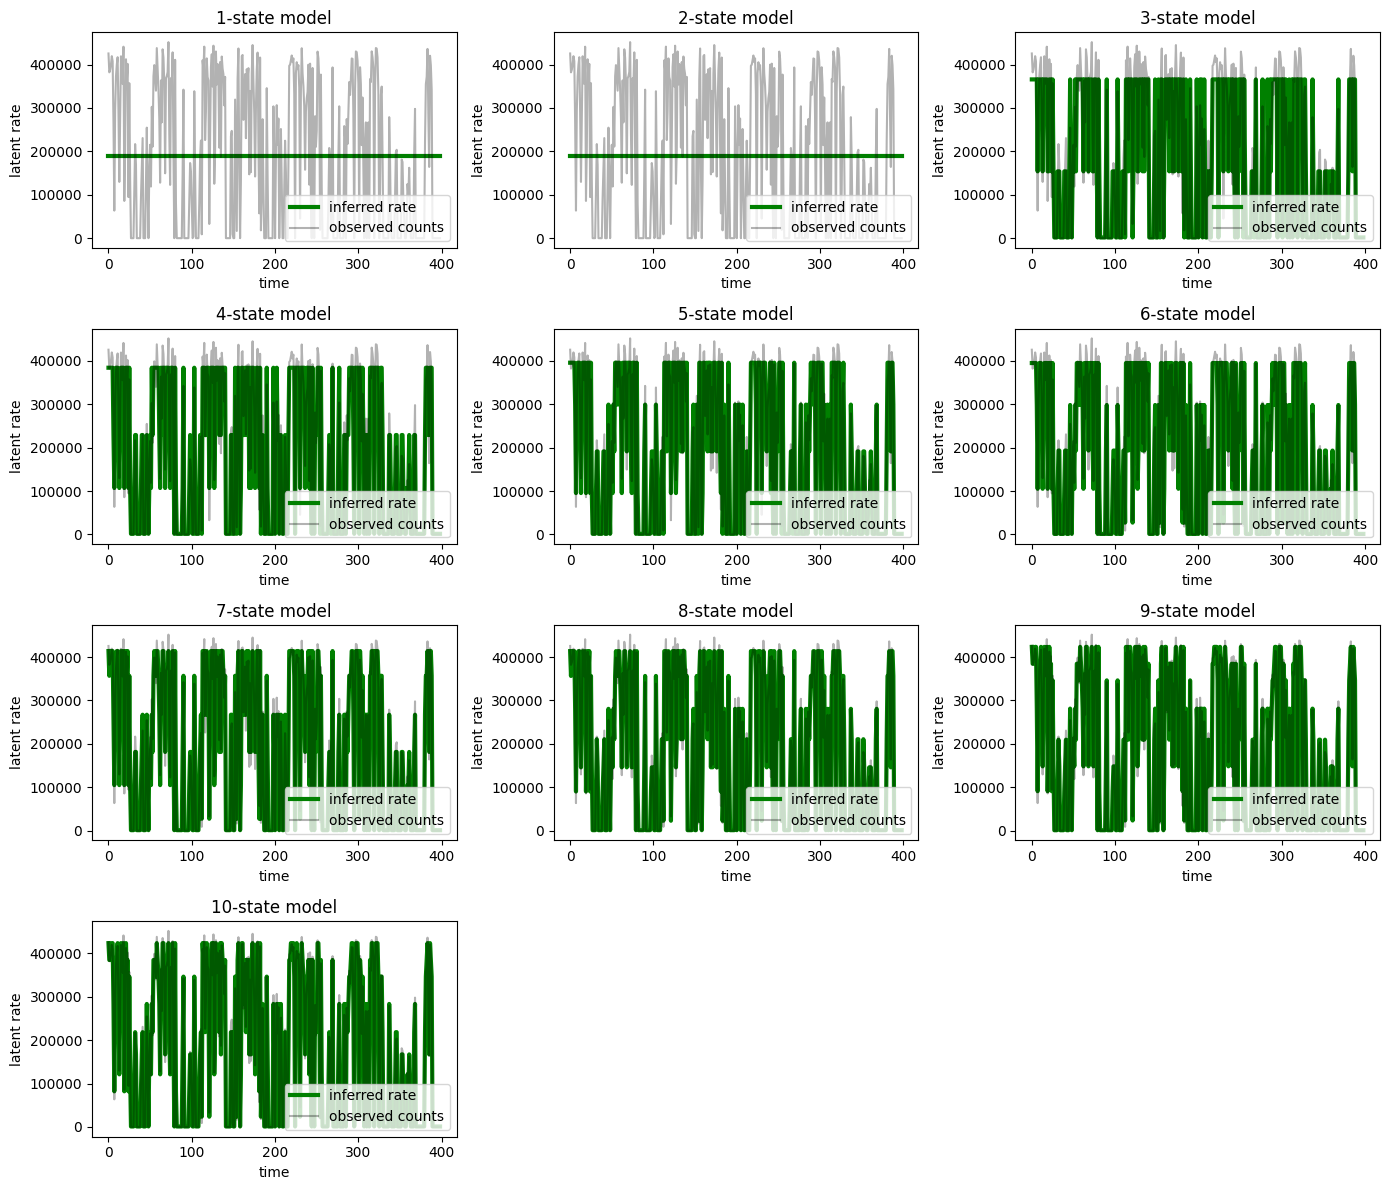 1-state model
2-state model
3-state model
latent rate
400000
300000
200000
100000
0
inferred rate
observed counts
0 100 200 300 400
time
latent rate
400000
300000
200000
100000
0
inferred rate
observed counts
0 100 200 300 400
time
latent rate
400000
300000
200000
100000
0
inferred rate
observed counts
0 100 200 300 400
time
4-state model
5-state model
6-state model
latent rate
400000
300000
200000
100000
0
inferred rate
observed counts
0 100 200 300 400
time
latent rate
400000
300000
200000
100000
0
inferred rate
observed counts
0 100 200 300 400
time
latent rate
400000
300000
200000
100000
0
inferred rate
observed counts
0 100 200 300 400
time
7-state model
8-state model
9-state model
latent rate
400000
300000
200000
100000
0
inferred rate
observed counts
0 100 200 300 400
time
latent rate
400000
300000
200000
100000
0
inferred rate
observed counts
0 100 200 300 400
time
latent rate
400000
300000
200000
100000
0
inferred rate
observed counts
0 100 200 300 400
time
10-state model
latent rate
400000
300000
200000
100000
0
inferred rate
observed counts
0 100 200 300 400
time